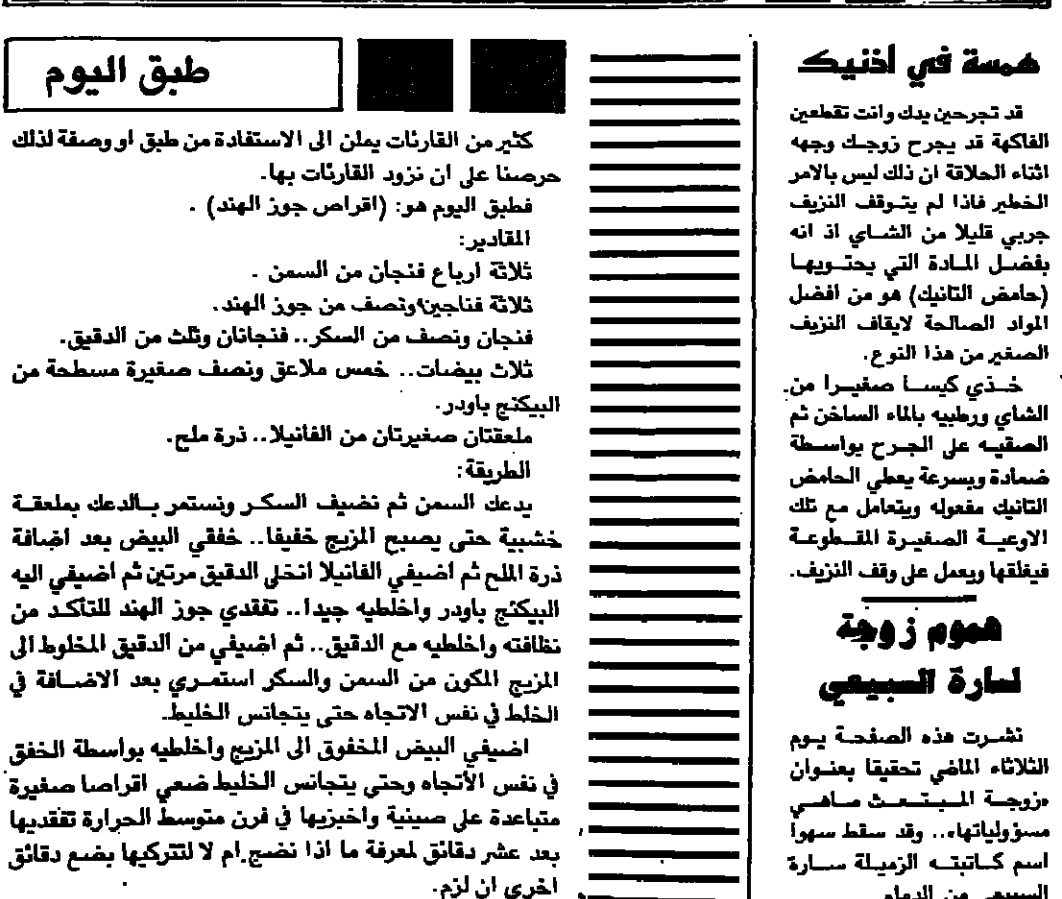 همسة في اذنيك
قد تجرحين يدك وانت تقطعين
الفاكهة قد يجرح زوجك وجهه
اثناء الحلاقة ان ذلك ليس بالامر
الخطير فاذا لم يتوقف النزيف
جربي قليلا من الشاي اذ انه
بفضل المادة التي يحتويها
(حامض التانيك) هو من افضل
المواد الصالحة لايقاف النزيف
الصغير من هذا النوع.
خذي كيسا صغيرا من
الشاي ورطبيه بالماء الساخن ثم
الصقيه على الجرح بواسطة
ضمادة وبسرعة يعطي الحامض
التانيك مفعوله ويتعامل مع تلك
الاوعية الصغيرة المقطوعة
فيغلقها ويعمل على وقف النزيف.
هموم زوجة
لسارة السبيعي
نشرت هذه الصفحة يوم
الثلاثاء الماضي تحقيقا بعنوان
«زوجة المبتعث ماهي
مسؤولياتها».. وقد سقط سهوا
اسم كاتبته الزميلة سارة
السبيعي من الدمام
طبق اليوم
كثير من القارئات يملن الى الاستفادة من طبق او وصفة لذلك
حرصنا على ان نزود القارئات بها.
فطبق اليوم هو: (اقراص جوز الهند) .
المقادير:
ثلاثة ارباع فنجان من السمن .
ثلاثة فناجين ونصف من جوز الهند.
فنجان ونصف من السكر.. فنجانان وثلث من الدقيق.
ثلاث بيضات.. خمس ملاعق ونصف صغيرة مسطحة من
البيكنج باودر.
ملعقتان صغيرتان من الفانيلا.. ذرة ملح.
الطريقة:
يدعك السمن ثم نضيف السكر ونستمر بالدعك بملعقة
خشبية حتى يصبح المزيج خفيفا.. خفقي البيض بعد اضافة
ذرة الملح ثم اضيفي الفانيلا انخلي الدقيق مرتين ثم اضيفي اليه
البيكنج باودر واخلطيه جيدا.. تفقدي جوز الهند للتأكد من
نظافته واخلطيه مع الدقيق.. ثم اضيفي من الدقيق المخلوط الى
المزيج المكون من السمن والسكر استمري بعد الاضافة في
الخلط في نفس الاتجاه حتى يتجانس الخليط.
اضيفي البيض المخفوق الى المزيج واخلطيه بواسطة الخفق
في نفس الأتجاه وحتى يتجانس الخليط ضعي اقراصا صغيرة
متباعدة على صينية واخبزيها في فرن متوسط الحرارة تفقديها
بعد عشر دقائق لمعرفة ما اذا نضج ام لا لتتركيها بضع دقائق
اخرى ان لزم.